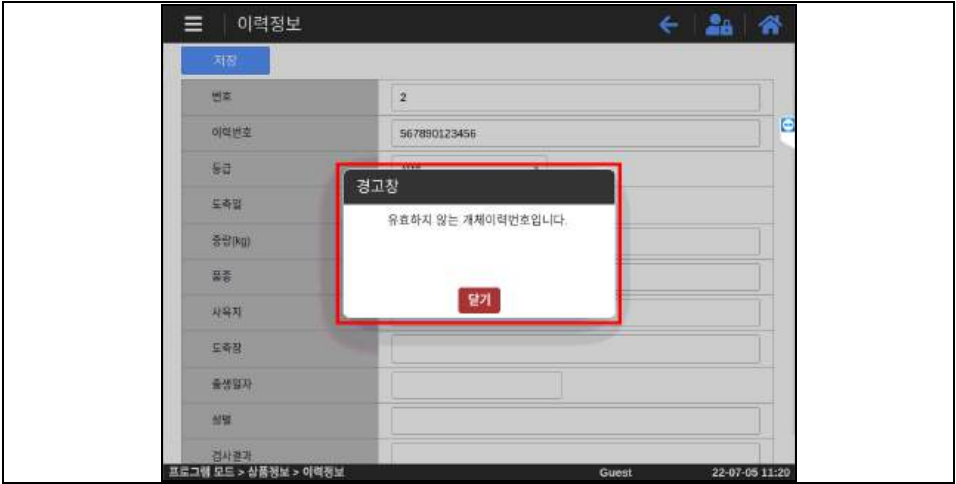 이력정보
저장
번호
2
이력번호
567890123456
등급
도축일
중량(kg)
품종
사육지
도축장
출생일자
성별
검사결과
경고창
유효하지 않는 개체이력번호입니다.
닫기
프로그램 모드 > 상품정보 > 이력정보
Guest
22-07-05 11:20